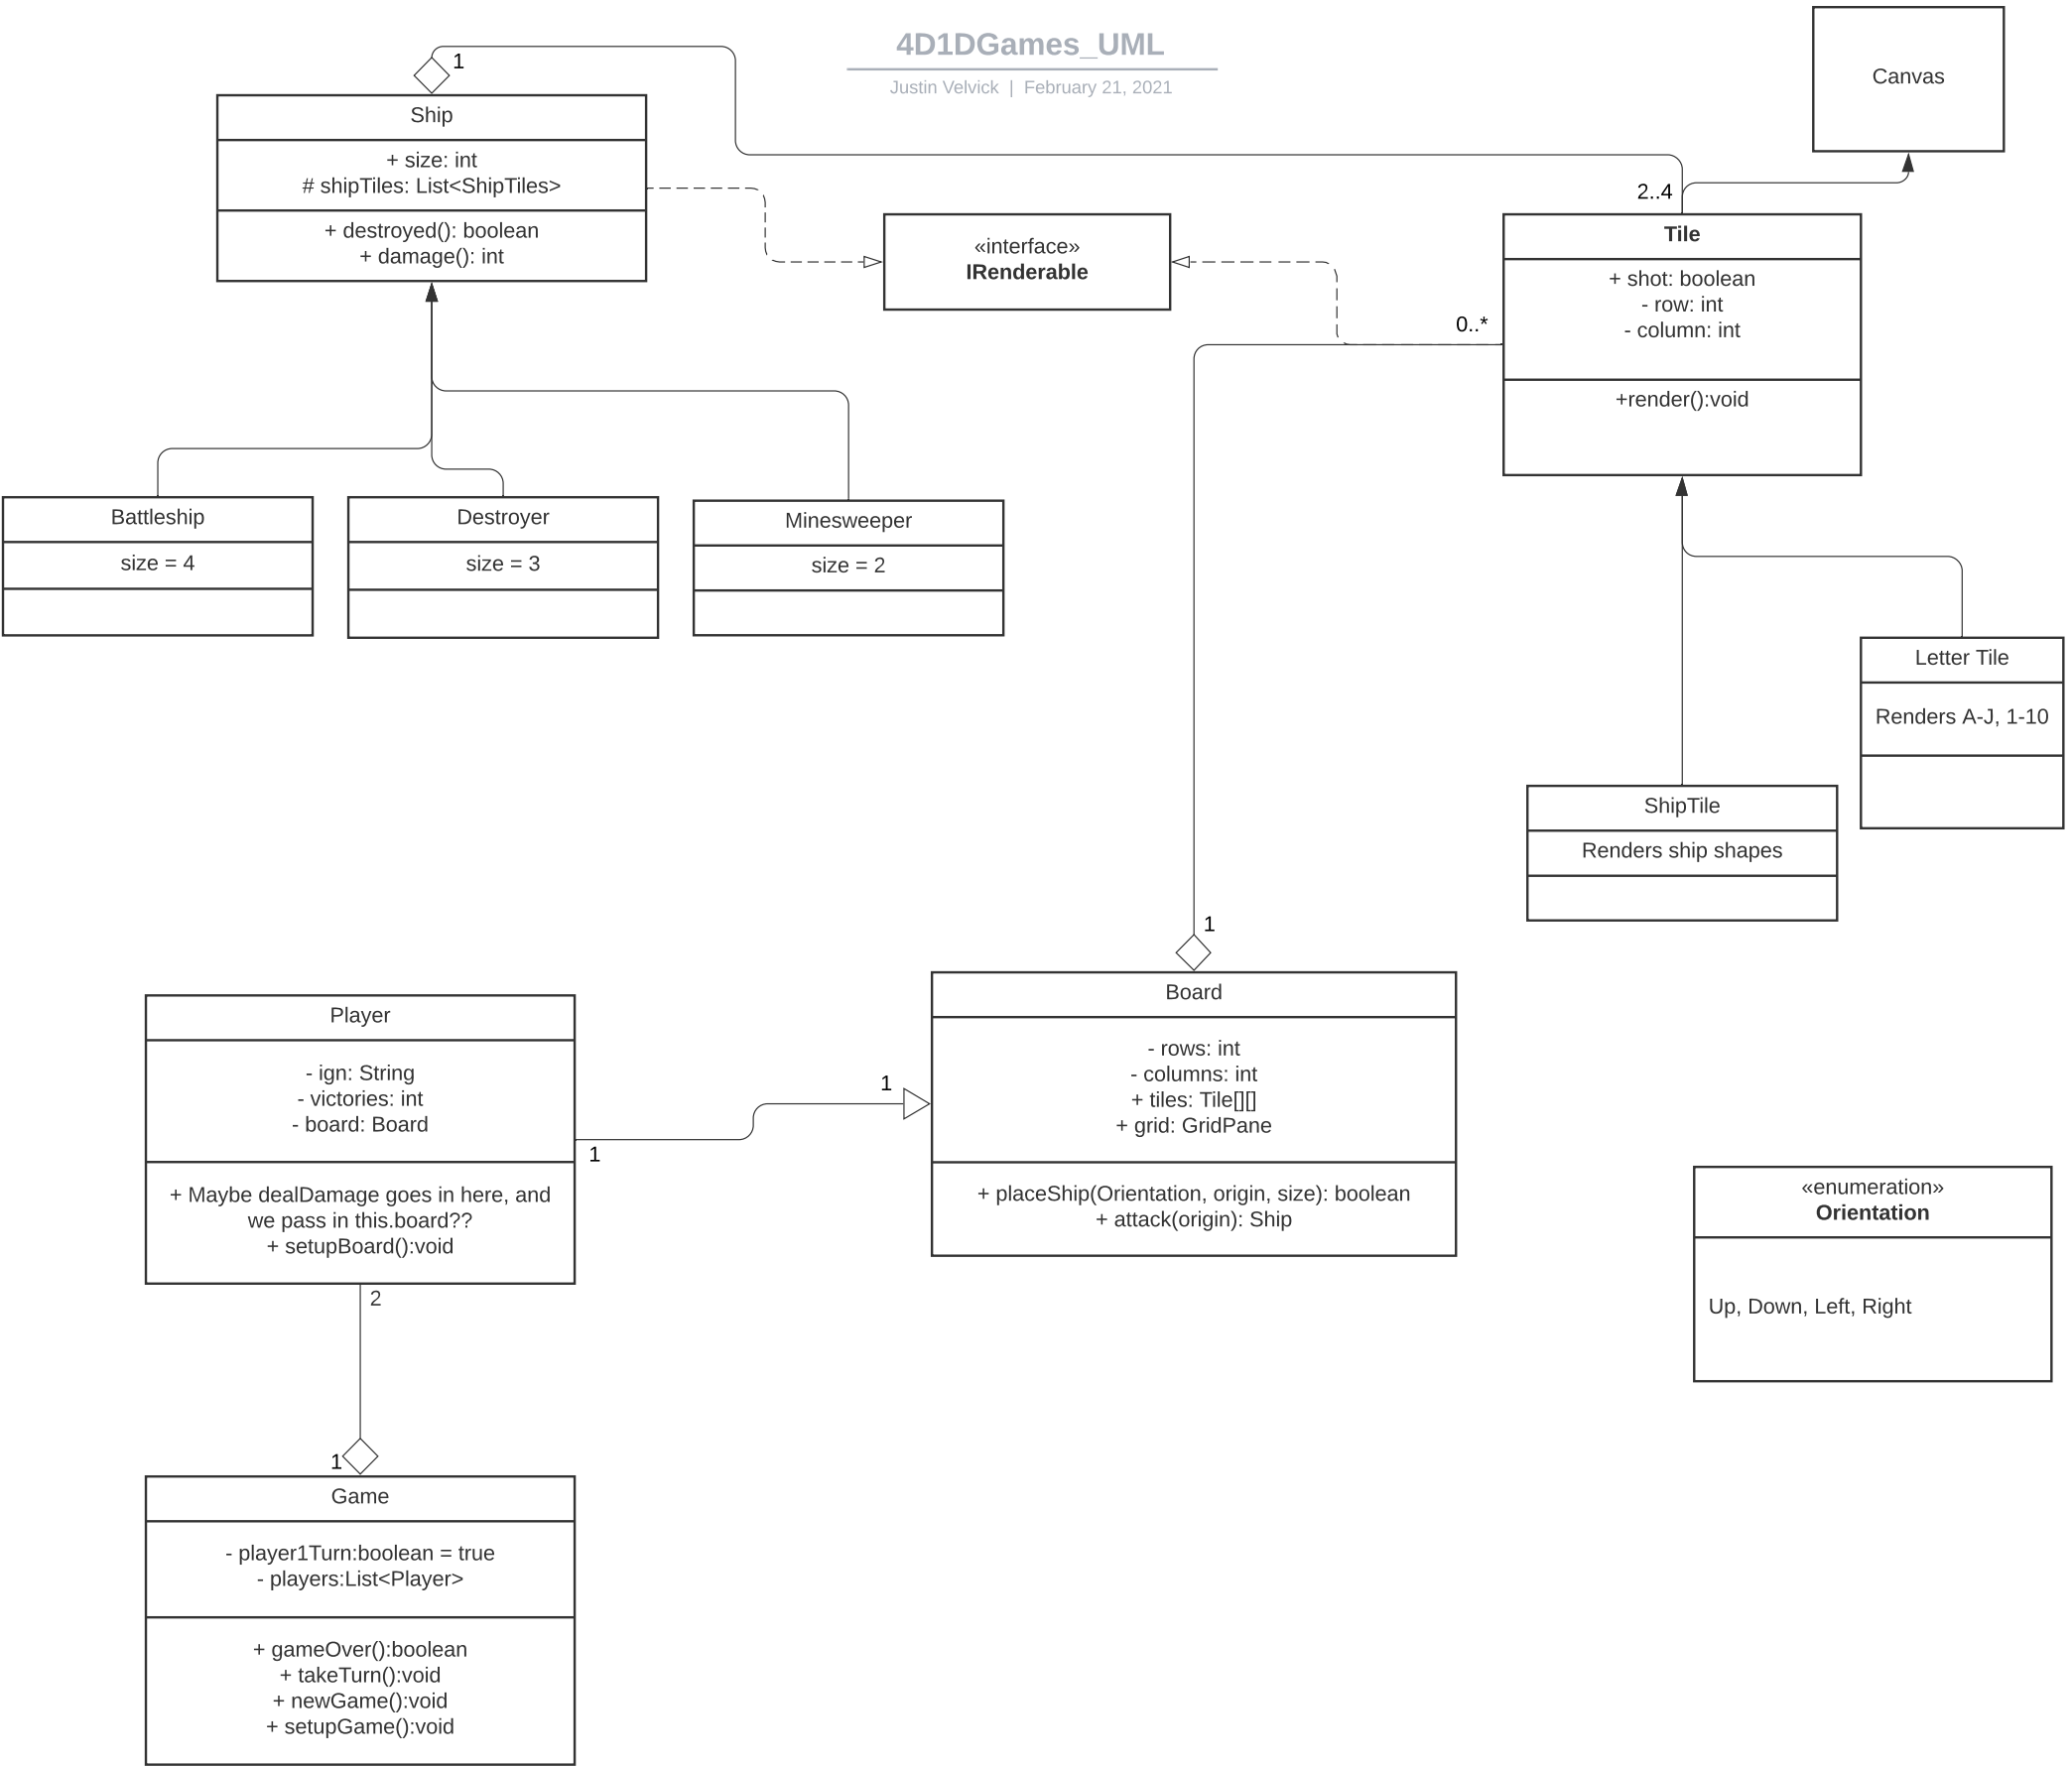 4D1DGames_UML
Justin Velvick | February 21, 2021
Canvas
1
Ship
+ size: int
# shipTiles: List<ShipTiles>
+ destroyed(): boolean
+ damage(): int
«interface»
IRenderable
2..4
Tile
+ shot: boolean
- row: int
- column: int
+render():void
0..*
Battleship
size = 4
Destroyer
size = 3
Minesweeper
size = 2
Letter Tile
Renders A-J, 1-10
ShipTile
Renders ship shapes
1
Board
- rows: int
- columns: int
+ tiles: Tile[][]
+ grid: GridPane
+ placeShip(Orientation, origin, size): boolean
+ attack(origin): Ship
Player
- ign: String
- victories: int
- board: Board
+ Maybe dealDamage goes in here, and
we pass in this.board??
+ setupBoard():void
1
1
2
«enumeration»
Orientation
Up, Down, Left, Right
1
Game
- player1Turn:boolean = true
- players:List<Player>
+ gameOver():boolean
+ takeTurn():void
+ newGame():void
+ setupGame():void